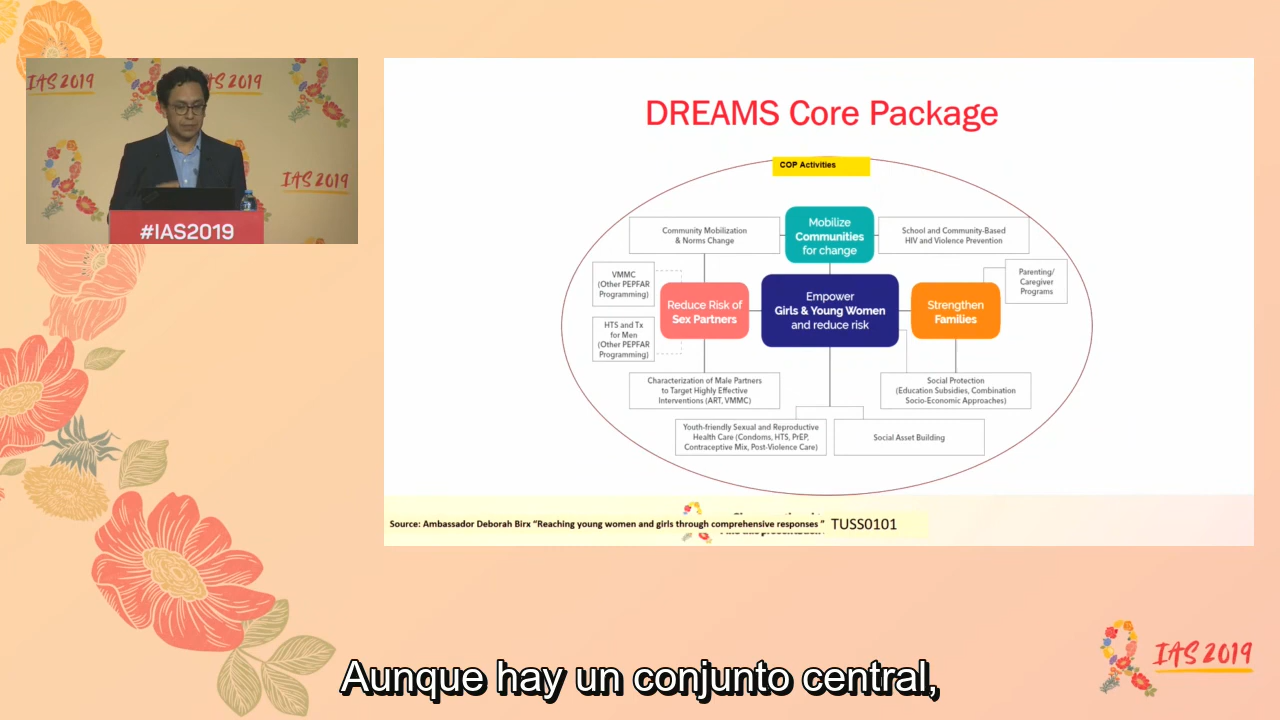 IAS 2019
IAS 2019
IAS 2019
#IAS2019
DREAMS Core Package
COP Activities
Community Mobilization
& Norms Change
Mobilize
Communities
for change
School and Community-Based
HIV and Violence Prevention
VMMC
(Other PEPFAR
Programming)
Parenting/
Caregiver
Programs
Reduce Risk of
Sex Partners
Empower
Girls & Young Women
and reduce risk
Strengthen
Families
HTS and Tx
for Men
(Other PEPFAR
Programming)
Characterization of Male Partners
to Target Highly Effective
Interventions (ART, VMMC)
Social Protection
(Education Subsidies, Combination
Socio-Economic Approaches)
Youth-friendly Sexual and Reproductive
Health Care (Condoms, HTS, PrEP,
Contraceptive Mix, Post-Violence Care)
Social Asset Building
Source: Ambassador Deborah Birx "Reaching young women and girls through comprehensive responses " TUSS0101
IAS 2019
Aunque hay un conjunto central,